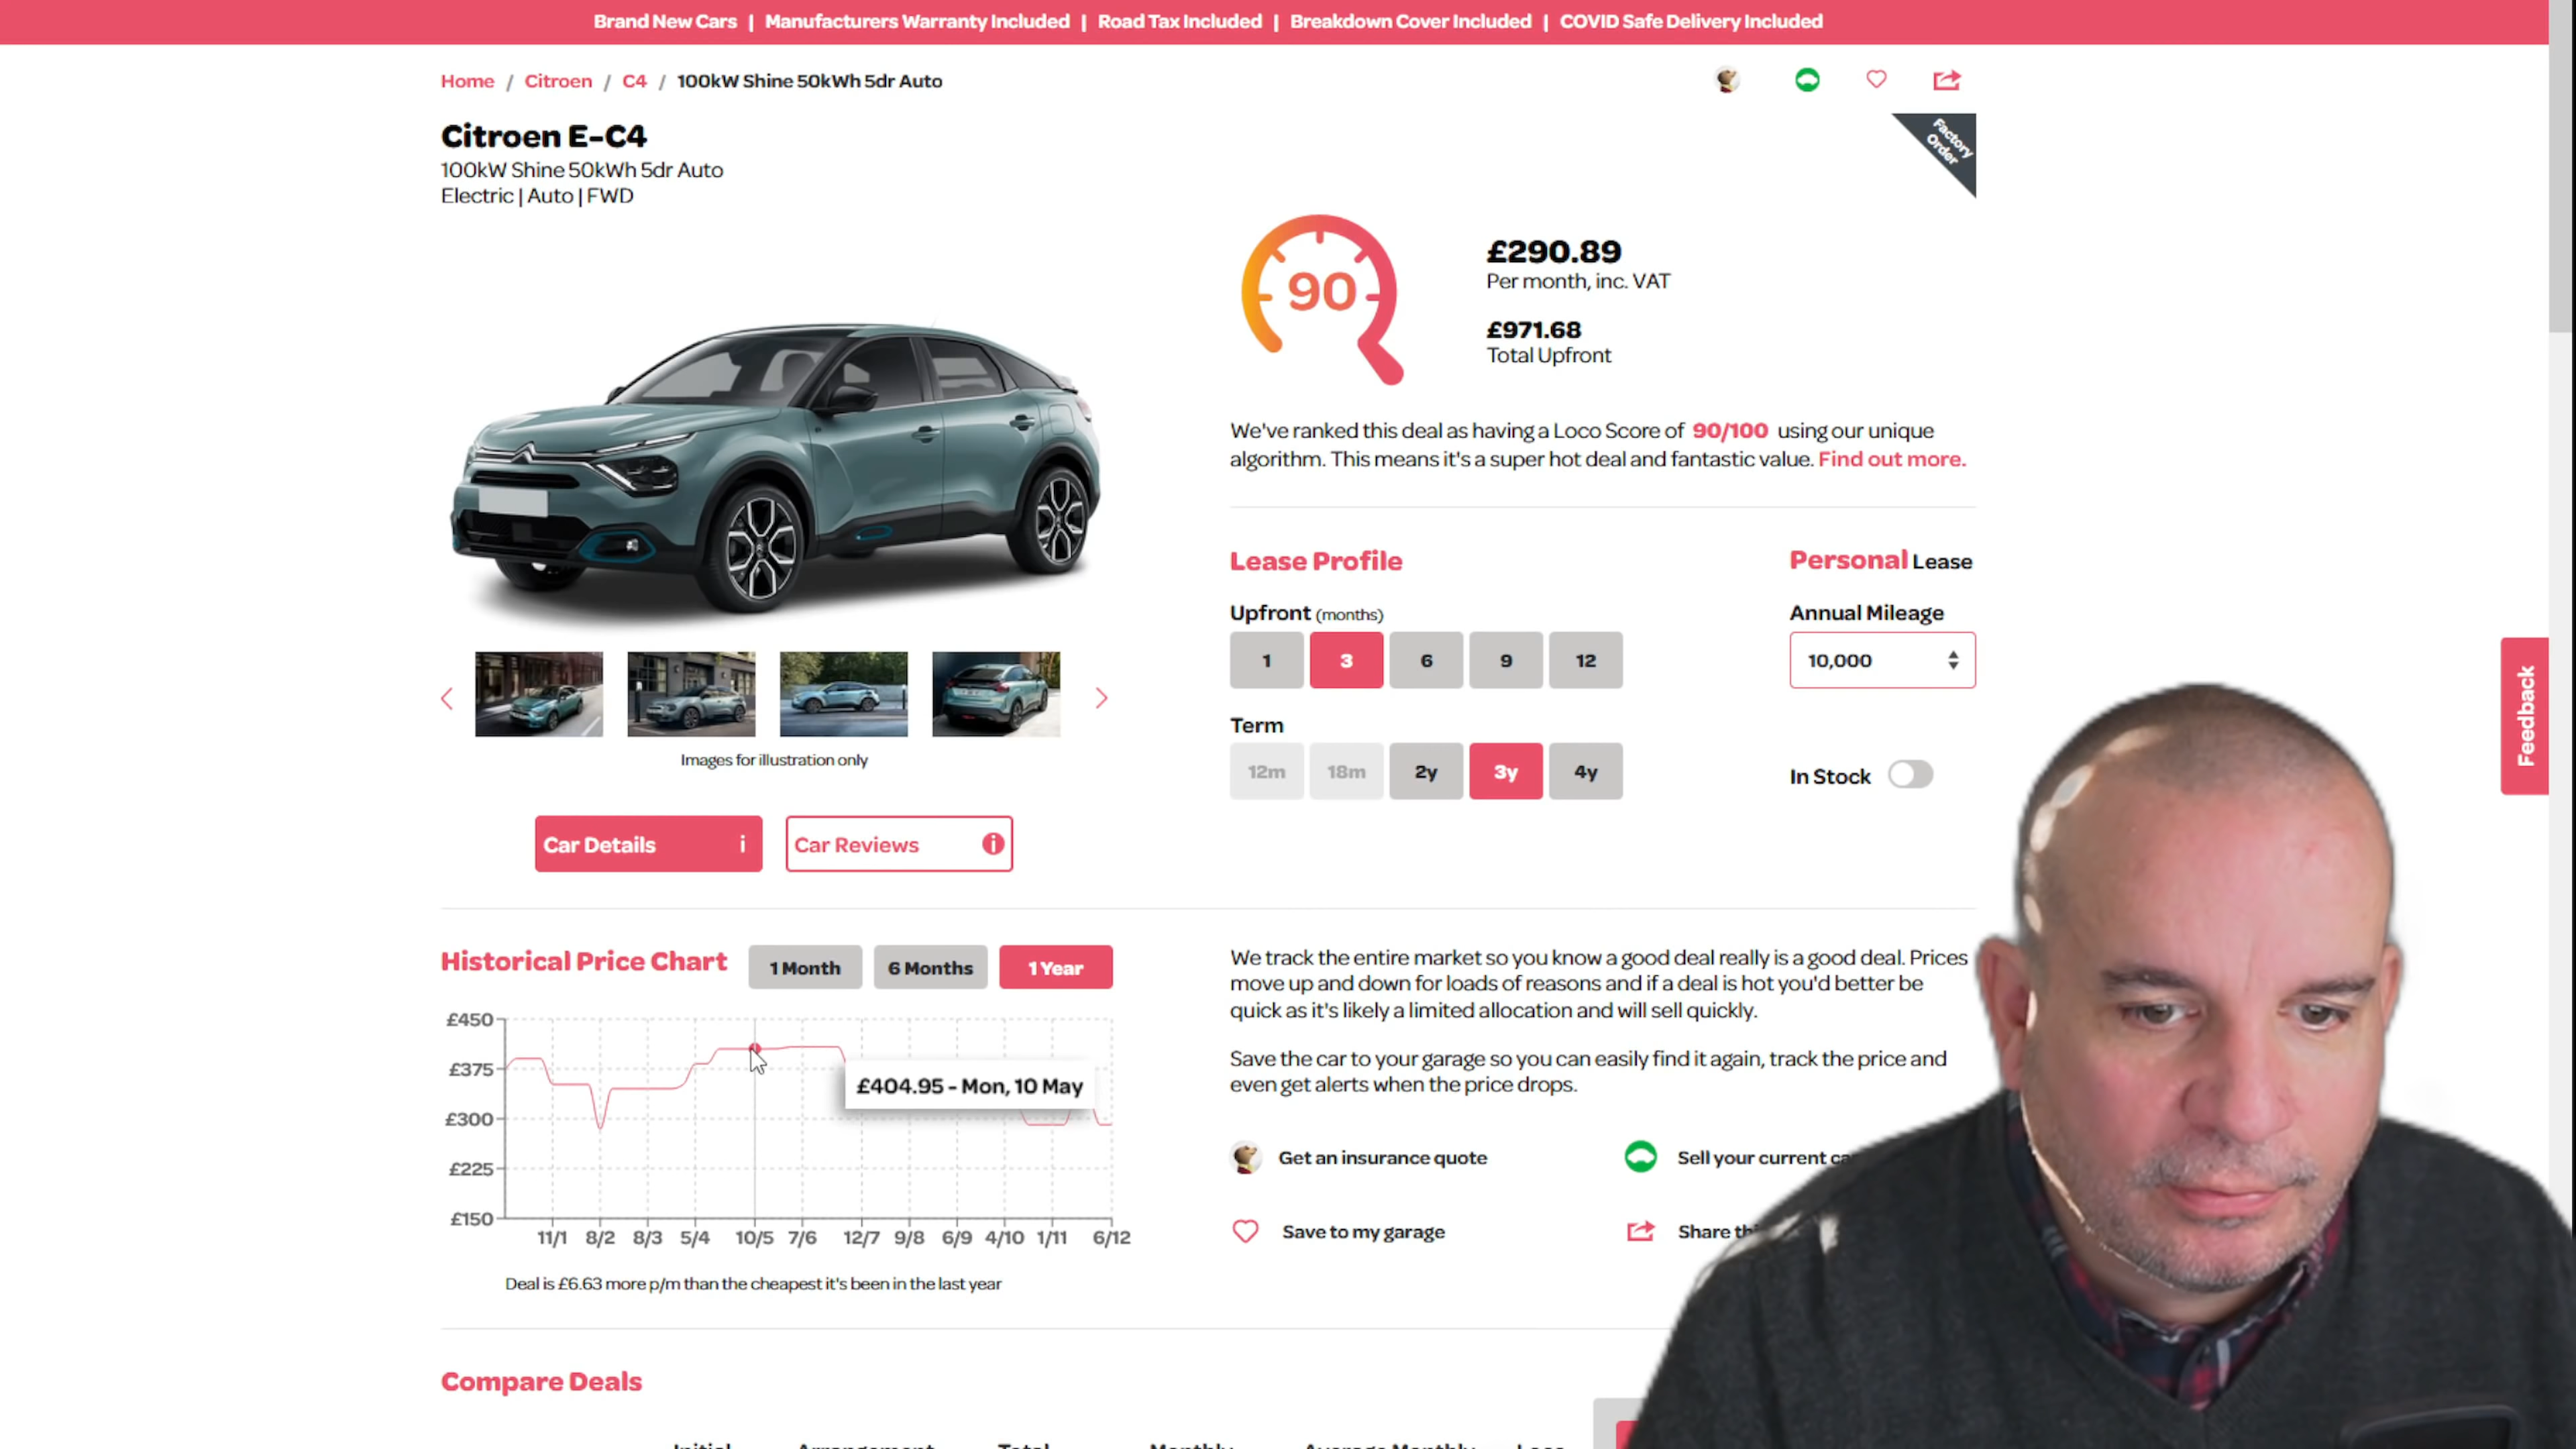 Brand New Cars | Manufacturers Warranty Included | Road Tax Included | Breakdown Cover Included | COVID Safe Delivery Included
Home / Citroen / C4 / 100kW Shine 50kWh 5dr Auto
Factory Order
Citroen E-C4
100kW Shine 50kWh 5dr Auto
Electric | Auto | FWD
90
£290.89
Per month, inc. VAT
£971.68
Total Upfront
We've ranked this deal as having a Loco Score of 90/100 using our unique
algorithm. This means it's a super hot deal and fantastic value. Find out more.
Lease Profile
Personal Lease
Upfront (months)
1 3 6 9 12
Annual Mileage
10,000
Term
12m 18m 2y 3y 4y
In Stock
Feedback
Images for illustration only
Car Details i
Car Reviews i
Historical Price Chart
1 Month
6 Months
1 Year
£450
£375
£300
£225
£150
£404.95 - Mon, 10 May
11/1 8/2 8/3 5/4 10/5 7/6 12/7 9/8 6/9 4/10 1/11 6/12
Deal is £6.63 more p/m than the cheapest it's been in the last year
We track the entire market so you know a good deal really is a good deal. Prices
move up and down for loads of reasons and if a deal is hot you'd better be
quick as it's likely a limited allocation and will sell quickly.
Save the car to your garage so you can easily find it again, track the price and
even get alerts when the price drops.
Get an insurance quote
Sell your current
Save to my garage
Share
Compare Deals
Initial Arrangement Total Monthly Average Monthly Loco